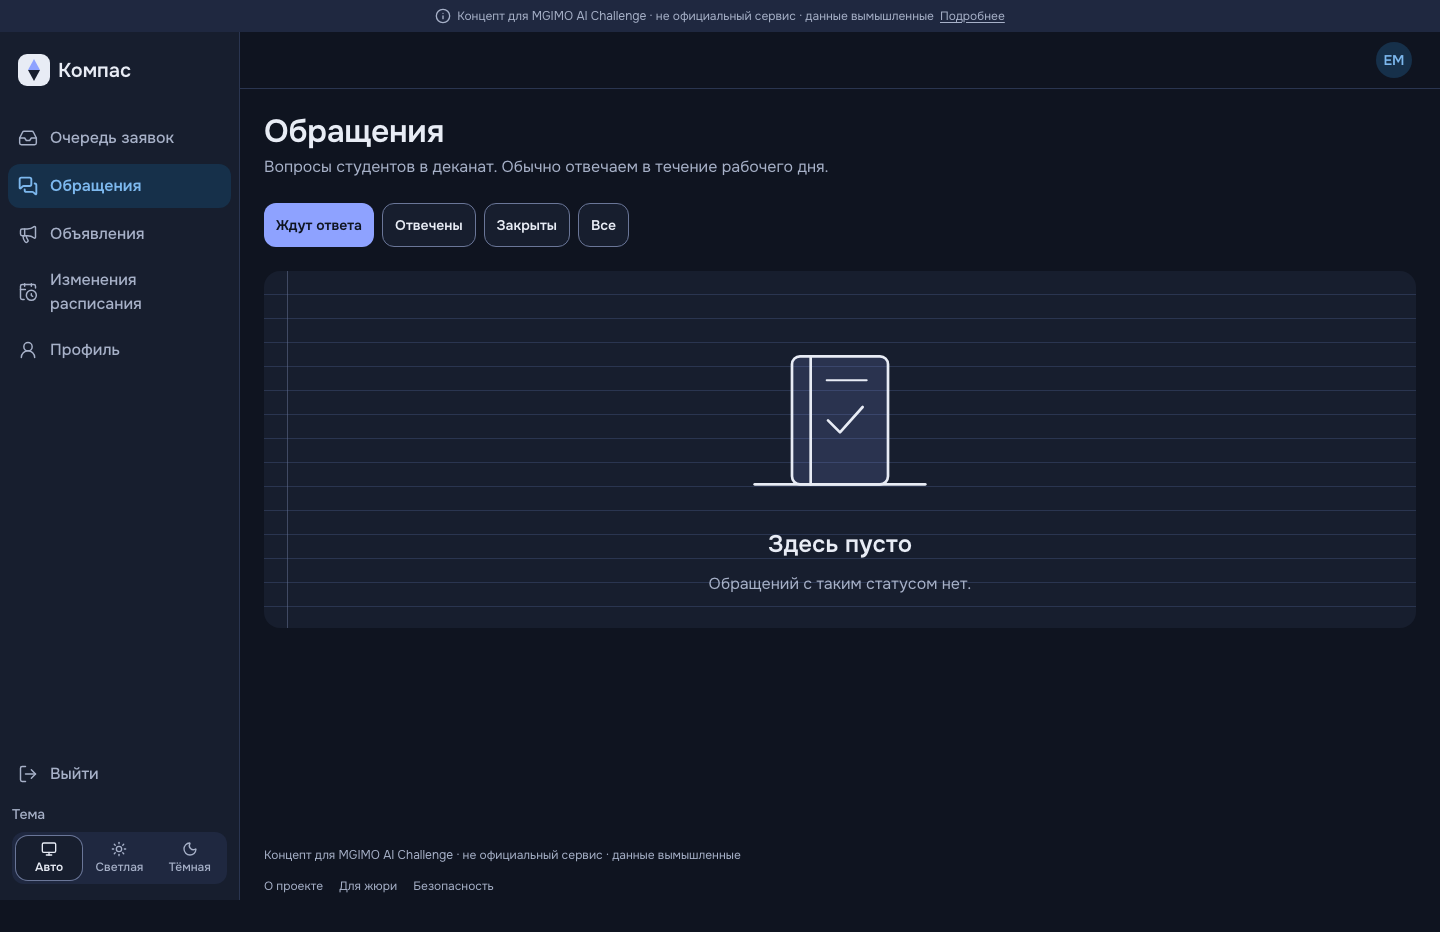 Концепт для MGIMO AI Challenge · не официальный сервис · данные вымышленные Подробнее
Компас
ЕМ
Очередь заявок
Обращения
Объявления
Изменения
расписания
Профиль
Обращения
Вопросы студентов в деканат. Обычно отвечаем в течение рабочего дня.
Ждут ответа
Отвечены
Закрыты
Все
Здесь пусто
Обращений с таким статусом нет.
Выйти
Тема
Авто
Светлая
Тёмная
Концепт для MGIMO AI Challenge · не официальный сервис · данные вымышленные
О проекте
Для жюри
Безопасность